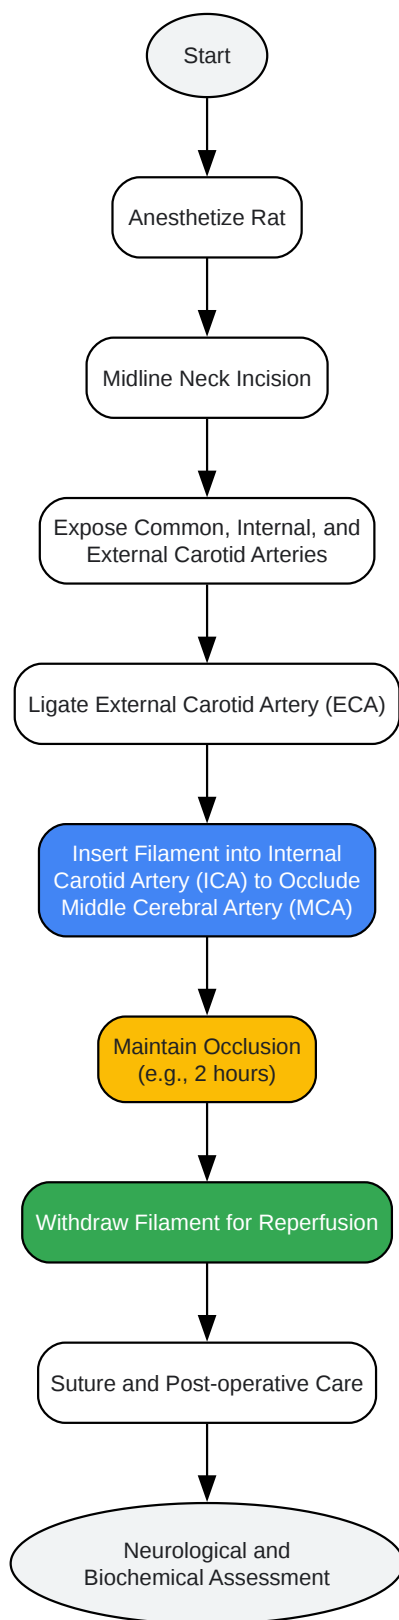 Start
Anesthetize Rat
Midline Neck Incision
Expose Common, Internal, and
External Carotid Arteries
Ligate External Carotid Artery (ECA)
Insert Filament into Internal
Carotid Artery (ICA) to Occlude
Middle Cerebral Artery (MCA)
Maintain Occlusion
(e.g., 2 hours)
Withdraw Filament for Reperfusion
Suture and Post-operative Care
Neurological and
Biochemical Assessment